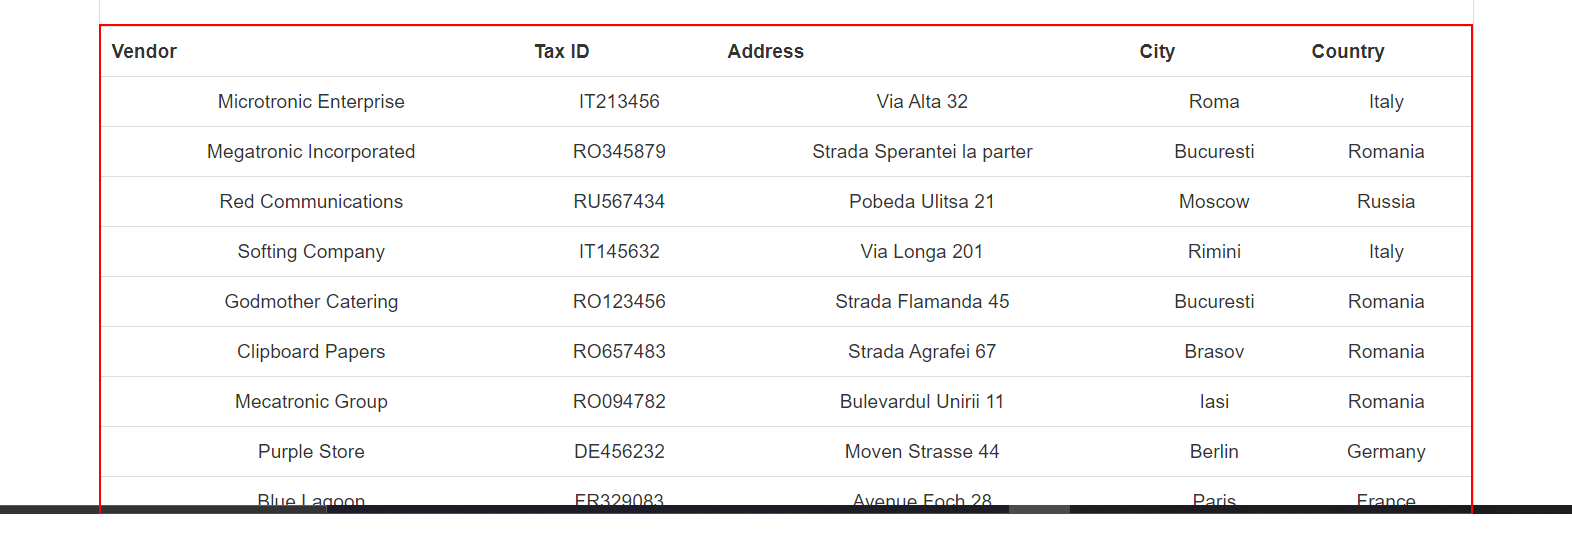 Vendor Tax ID Address City Country
Microtronic Enterprise IT213456 Via Alta 32 Roma Italy
Megatronic Incorporated RO345879 Strada Sperantei la parter Bucuresti Romania
Red Communications RU567434 Pobeda Ulitsa 21 Moscow Russia
Softing Company IT145632 Via Longa 201 Rimini Italy
Godmother Catering RO123456 Strada Flamanda 45 Bucuresti Romania
Clipboard Papers RO657483 Strada Agrafei 67 Brasov Romania
Mecatronic Group RO094782 Bulevardul Unirii 11 Iasi Romania
Purple Store DE456232 Moven Strasse 44 Berlin Germany
Blue Lagoon FR329083 Avenue Foch 28 Paris France